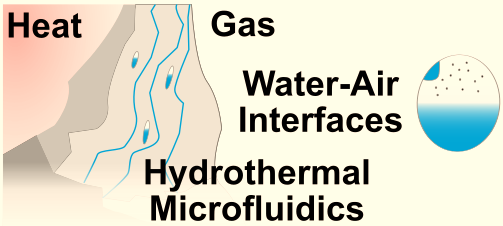 Heat
Gas
Water-Air
Interfaces
Hydrothermal
Microfluidics